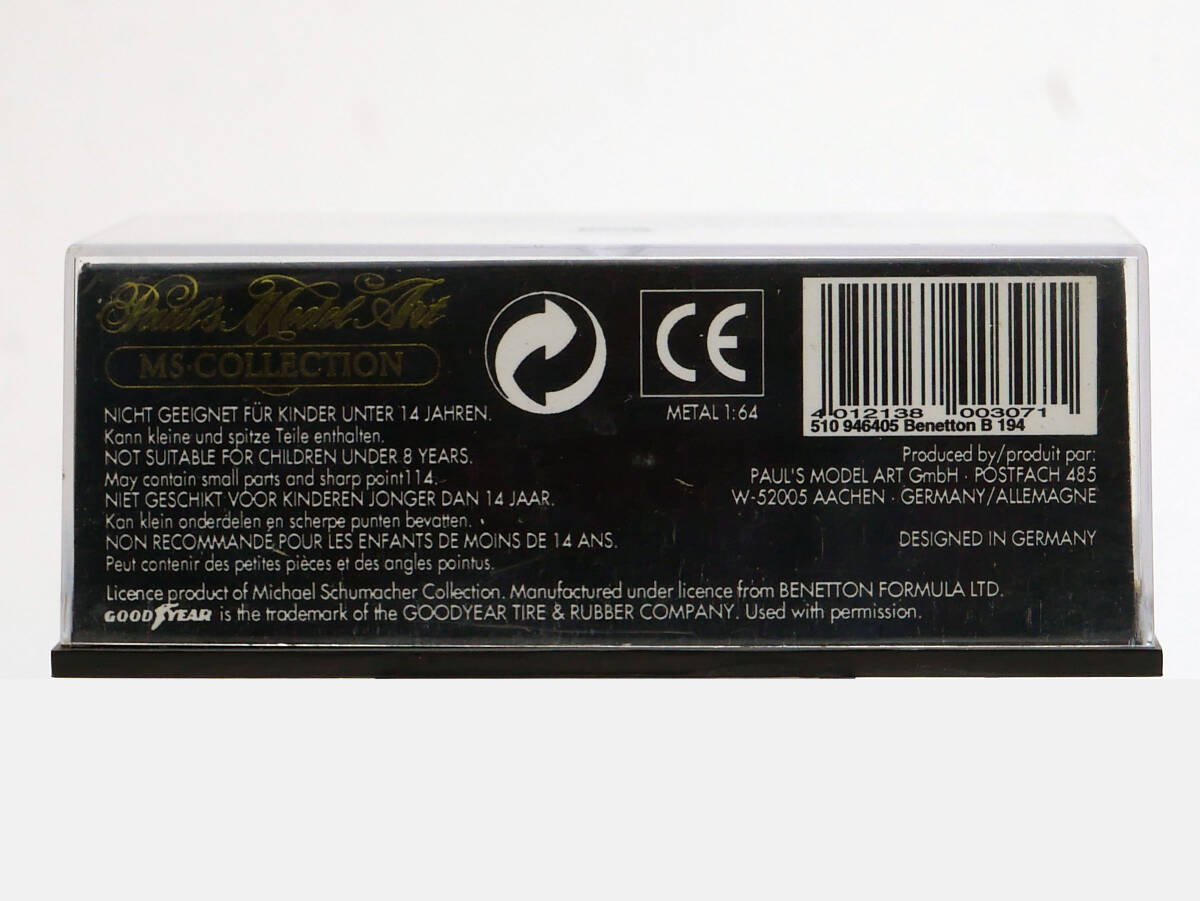 Paul's Model Art
MS·COLLECTION
NICHT GEEIGNET FÜR KINDER UNTER 14 JAHREN.
Kann kleine und spitze Teile enthalten.
NOT SUITABLE FOR CHILDREN UNDER 8 YEARS.
May contain small parts and sharp point114.
NIET GESCHIKT VOOR KINDEREN JONGER DAN 14 JAAR.
Kan klein onderdelen en scherpe punten bevatten.
NON RECOMMANDÉ POUR LES ENFANTS DE MOINS DE 14 ANS.
Peut contenir des petites pièces et des angles pointus.
CE
METAL 1:64
4 012138 003071
510 946405 Benetton B 194
Produced by/produit par:
PAUL'S MODEL ART GmbH · POSTFACH 485
W-52005 AACHEN · GERMANY/ALLEMAGNE
DESIGNED IN GERMANY
Licence product of Michael Schumacher Collection. Manufactured under licence from BENETTON FORMULA LTD.
GOODYEAR is the trademark of the GOODYEAR TIRE & RUBBER COMPANY. Used with permission.